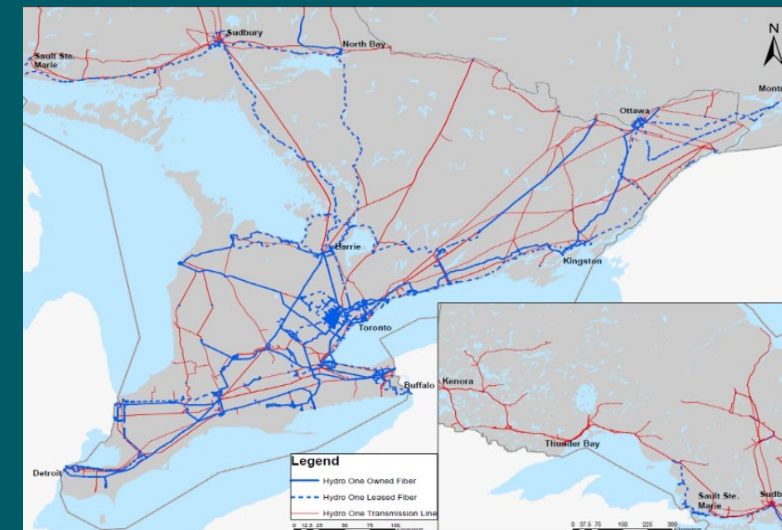 Sudbury
North Bay
N
Sault Ste.
Marie
Ottawa
Barrie
Kingston
Toronto
Buffalo
Detroit
Legend
Hydro One Owned Fiber
Hydro One Leased Fiber
Hydro One Transmission Line
Kenora
Thunder Bay
Sault Ste.
Marie